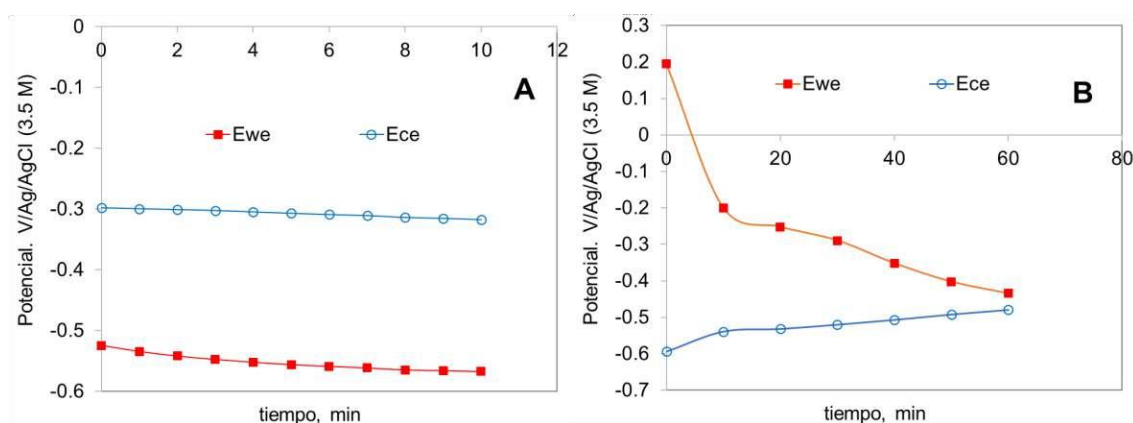 0
0 2 4 6 8 10 12
-0.1
A
-0.2
Ewe Ece
-0.3
-0.4
-0.5
-0.6
Potencial. V/Ag/AgCl (3.5 M)
tiempo, min
0.3
0.2
Ewe Ece
B
0.1
0
0 20 40 60 80
-0.1
-0.2
-0.3
-0.4
-0.5
-0.6
-0.7
Potencial. V/Ag/AgCl (3.5 M)
tiempo, min